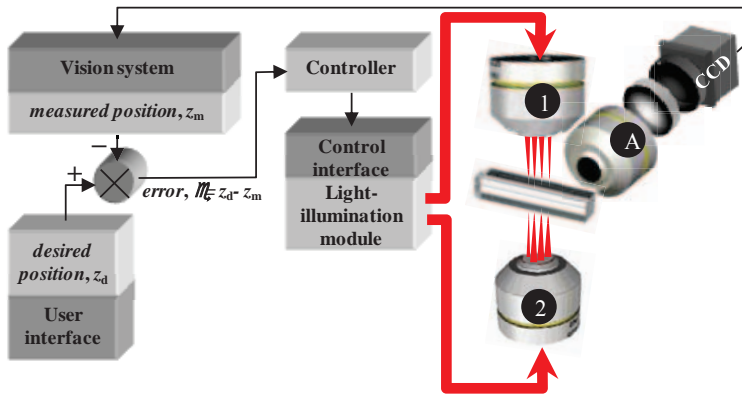 Vision system
measured position, zm
−
+
error, = zd- zm
desired
position, zd
User
interface
Controller
Control
interface
Light-
illumination
module
1
2
A
CCD